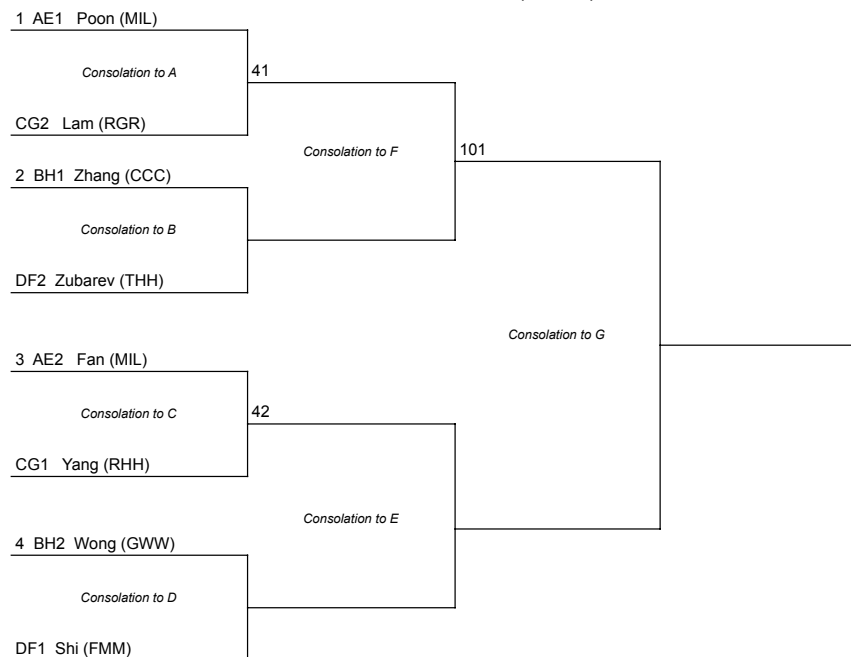 1 AE1 Poon (MIL)
Consolation to A
41
CG2 Lam (RGR)
Consolation to F
101
2 BH1 Zhang (CCC)
Consolation to B
DF2 Zubarev (THH)
Consolation to G
3 AE2 Fan (MIL)
Consolation to C
42
CG1 Yang (RHH)
Consolation to E
4 BH2 Wong (GWW)
Consolation to D
DF1 Shi (FMM)